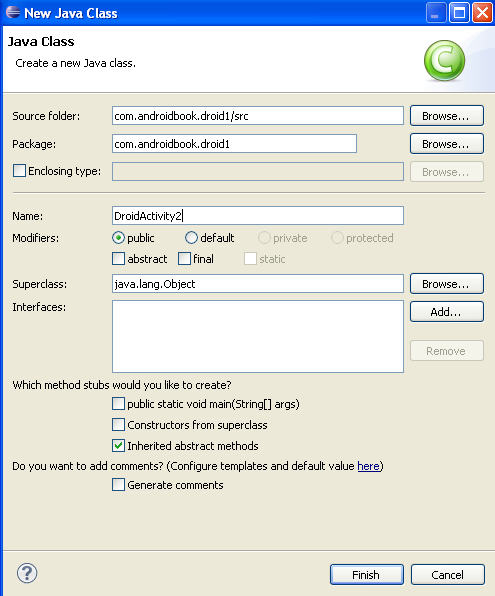 New Java Class
Java Class
Create a new Java class.
Source folder: com.androidbook.droid1/src Browse...
Package: com.androidbook.droid1 Browse...
Enclosing type: Browse...
Name: DroidActivity2
Modifiers: public default private protected
abstract final static
Superclass: java.lang.Object Browse...
Interfaces: Add...
Remove
Which method stubs would you like to create?
public static void main(String[] args)
Constructors from superclass
Inherited abstract methods
Do you want to add comments? (Configure templates and default value here)
Generate comments
? Finish Cancel